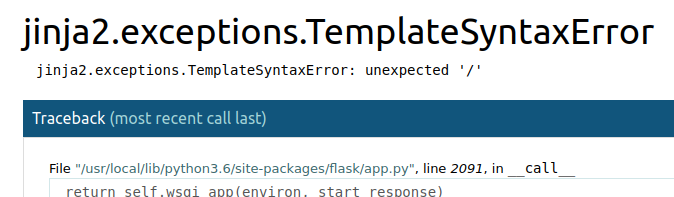 jinja2.exceptions.TemplateSyntaxError
jinja2.exceptions.TemplateSyntaxError: unexpected '/'
Traceback (most recent call last)
File "/usr/local/lib/python3.6/site-packages/flask/app.py", line 2091, in __call__
return self.wsgi_app(environ, start_response)